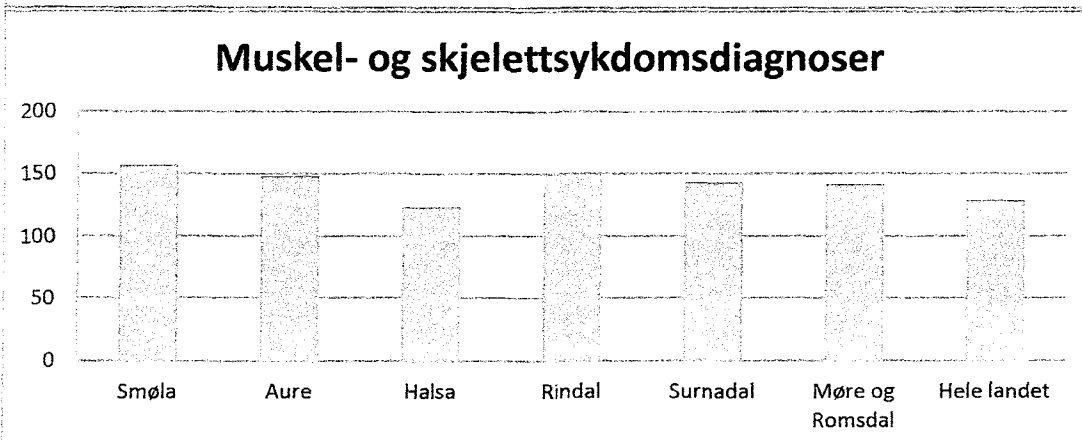 Muskel- og skjelettsykdomsdiagnoser
200
150
100
50
0
Smøla Aure Halsa Rindal Surnadal Møre og Romsdal Hele landet